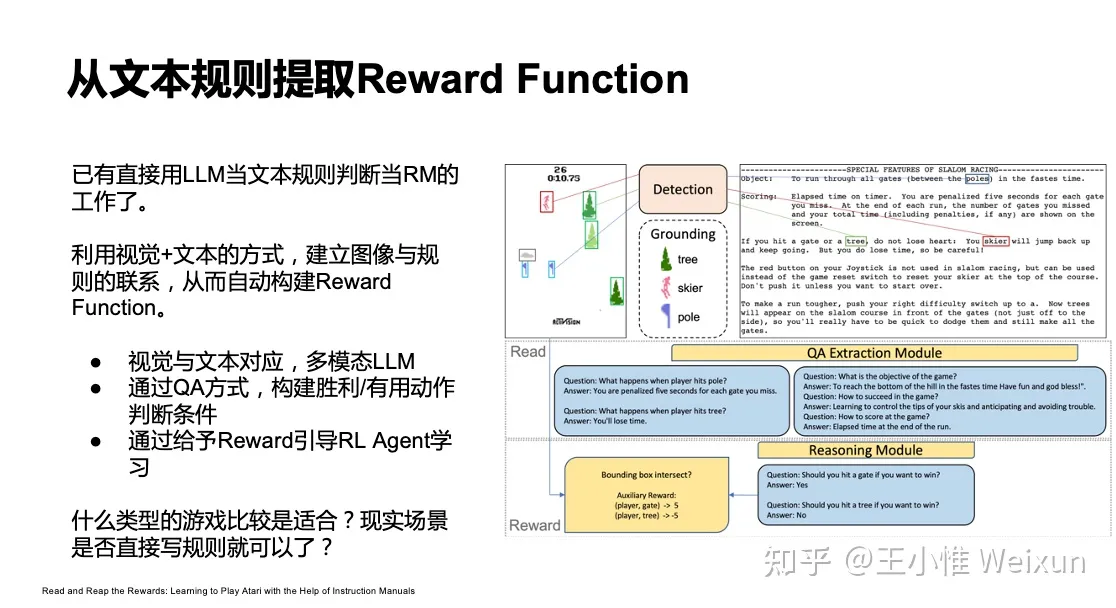 从文本规则提取Reward Function
已有直接用LLM当文本规则判断当RM的
工作了。
利用视觉+文本的方式，建立图像与规
则的联系，从而自动构建Reward
Function。
● 视觉与文本对应，多模态LLM
● 通过QA方式，构建胜利/有用动作
判断条件
● 通过给予Reward引导RL Agent学
习
什么类型的游戏比较是适合？现实场景
是否直接写规则就可以了？
26
0:10.75
ACTIVISION
Detection
Grounding
tree
skier
pole
SPECIAL FEATURES OF SLALOM RACING
Object: To run through all gates (between the poles) in the fastes time.
Scoring: Elapsed time on timer. You are penalized five seconds for each gate
you miss. At the end of each run, the number of gates you missed
and your total time (including penalties, if any) are shown on the
screen.
If you hit a gate or a tree, do not lose heart: You skier will jump back up
and keep going. But you do lose time, so be careful!
The red button on your Joystick is not used in slalom racing, but can be used
instead of the game reset switch to reset your skier at the top of the course.
Don't push it unless you want to start over.
To make a run tougher, push your right difficulty switch up to a. Now trees
will appear on the slalom course in front of the gates (not just off to the
side), so you'll really have to be quick to dodge them and still make all the
gates.
Read
QA Extraction Module
Question: What happens when player hits pole?
Answer: You are penalized five seconds for each gate you miss.
Question: What happens when player hits tree?
Answer: You'll lose time.
Question: What is the objective of the game?
Answer: To reach the bottom of the hill in the fastes time Have fun and god bless!".
Question: How to succeed in the game?
Answer: Learning to control the tips of your skis and anticipating and avoiding trouble.
Question: How to score at the game?
Answer: Elapsed time at the end of the run.
Reasoning Module
Bounding box intersect?
Auxiliary Reward:
(player, gate) -> 5
(player, tree) -> -5
Question: Should you hit a gate if you want to win?
Answer: Yes
Question: Should you hit a tree if you want to win?
Answer: No
Reward
知乎 @王小惟 Weixun
Read and Reap the Rewards: Learning to Play Atari with the Help of Instruction Manuals